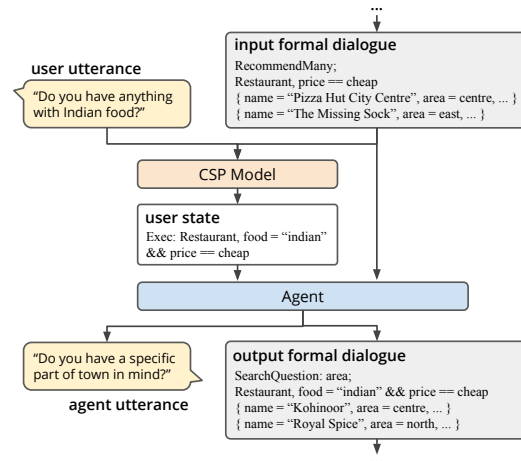 ...
input formal dialogue
RecommendMany;
Restaurant, price == cheap
{ name = “Pizza Hut City Centre”, area = centre, ... }
{ name = “The Missing Sock”, area = east, ... }
user utterance
“Do you have anything
with Indian food?”
CSP Model
user state
Exec: Restaurant, food = “indian”
&& price == cheap
Agent
“Do you have a specific
part of town in mind?”
agent utterance
output formal dialogue
SearchQuestion: area;
Restaurant, food = “indian” && price == cheap
{ name = “Kohinoor”, area = centre, ... }
{ name = “Royal Spice”, area = north, ... }